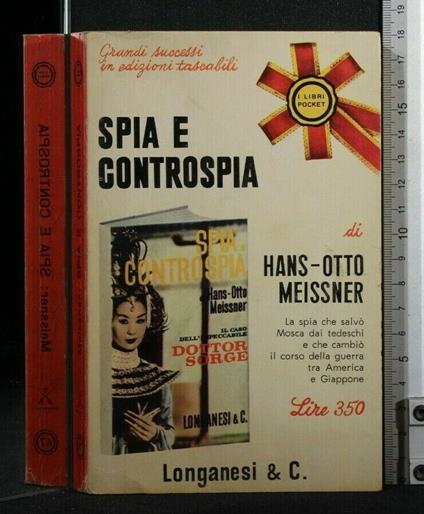 Grandi successi
in edizioni tascabili
I LIBRI
POCKET
SPIA E
CONTROSPIA
di
HANS-OTTO
MEISSNER
La spia che salvò
Mosca dai tedeschi
e che cambiò
il corso della guerra
tra America
e Giappone
Lire 350
SPIA,
CONTROSPIA
Hans-Otto
Meissner
IL CASO
DELL'IMPECCABILE
DOTTOR
SORGE
LONGANESI & C.
Longanesi & C.
Meissner: SPIA E CONTROSPIA
Meissner: SPIA E CONTROSPIA